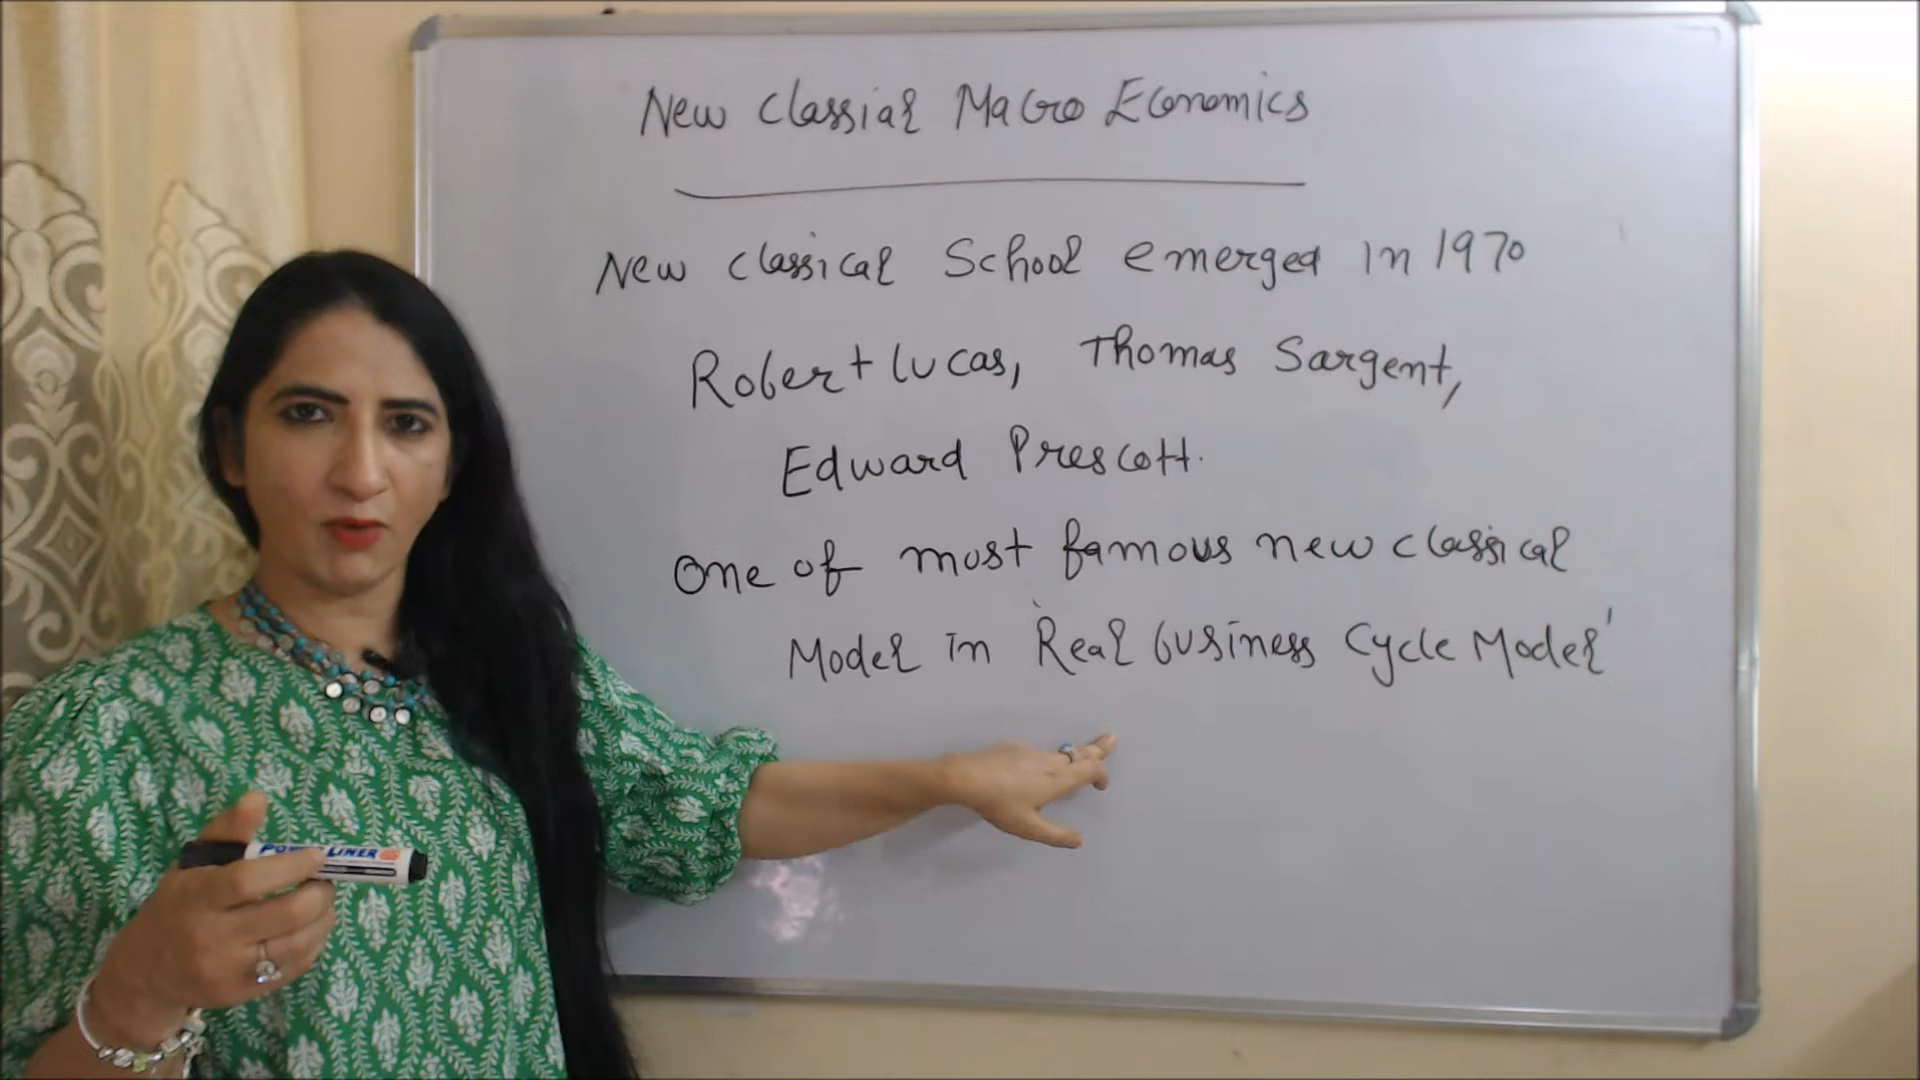 New Classial Macro Economics
New Classical School emerged in 1970
Robert Lucas, Thomas Sargent,
Edward Prescott.
One of most famous new classical
Model in 'Real business Cycle Model'
POWER LINER